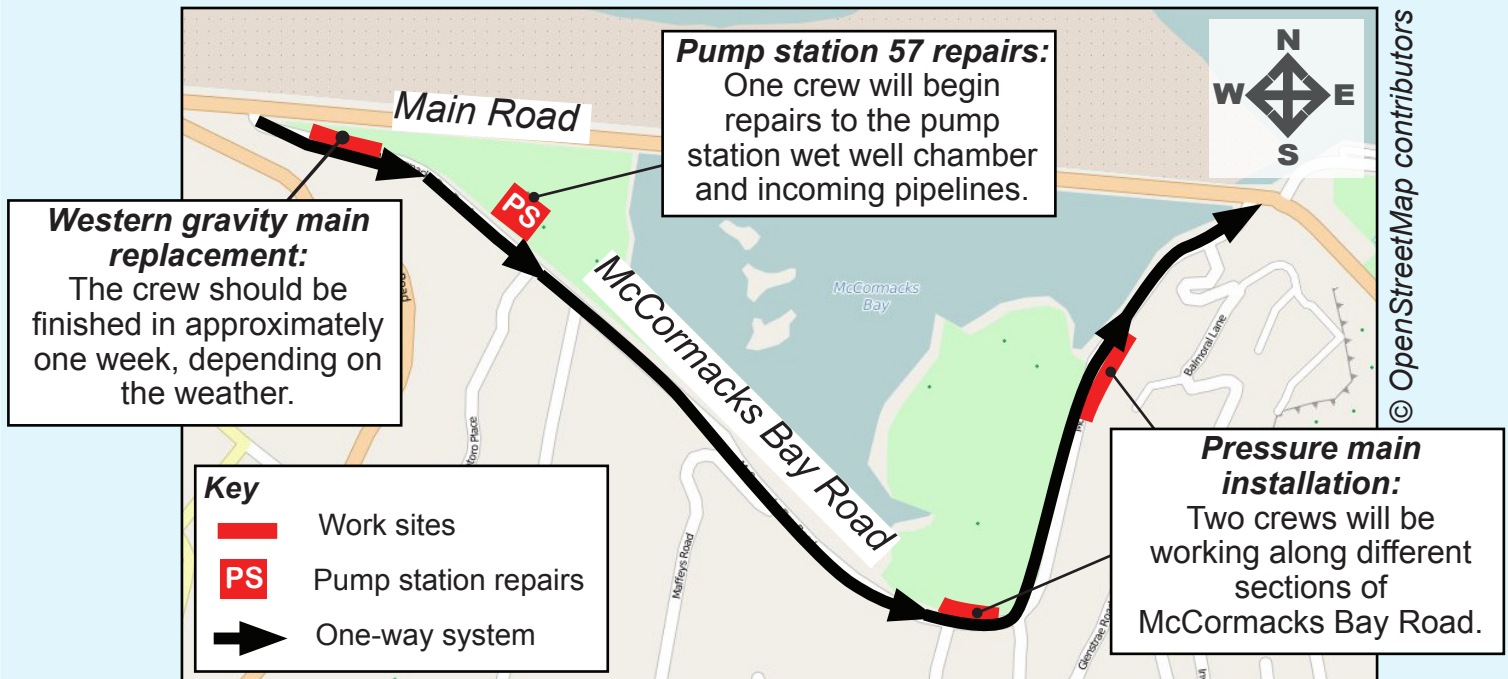 Main Road
Pump station 57 repairs:
One crew will begin
repairs to the pump
station wet well chamber
and incoming pipelines.
N
W
E
S
© OpenStreetMap contributors
Western gravity main
replacement:
The crew should be
finished in approximately
one week, depending on
the weather.
PS
McCormacks Bay Road
McCormacks
Bay
Balmoral Lane
Road
Maffeys Road
Glenstrae Road
Pressure main
installation:
Two crews will be
working along different
sections of
McCormacks Bay Road.
Key
Work sites
PS
Pump station repairs
One-way system